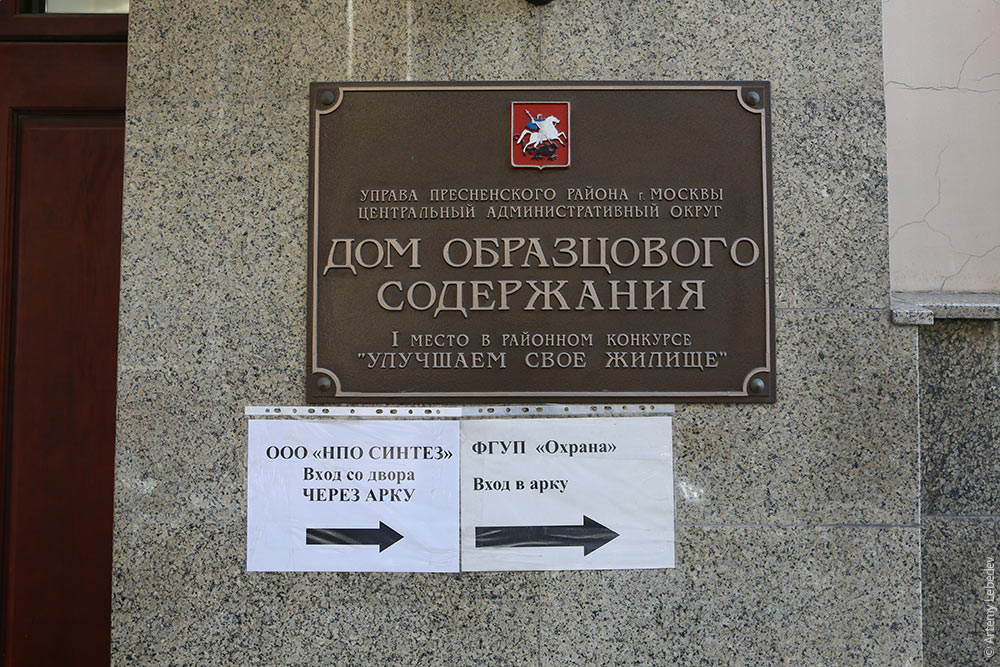 УПРАВА ПРЕСНЕНСКОГО РАЙОНА г. МОСКВЫ
ЦЕНТРАЛЬНЫЙ АДМИНИСТРАТИВНЫЙ ОКРУГ
ДОМ ОБРАЗЦОВОГО
СОДЕРЖАНИЯ
I МЕСТО В РАЙОННОМ КОНКУРСЕ
"УЛУЧШАЕМ СВОЕ ЖИЛИЩЕ"
ООО «НПО СИНТЕЗ»
Вход со двора
ЧЕРЕЗ АРКУ
ФГУП «Охрана»
Вход в арку
© Artemy Lebedev